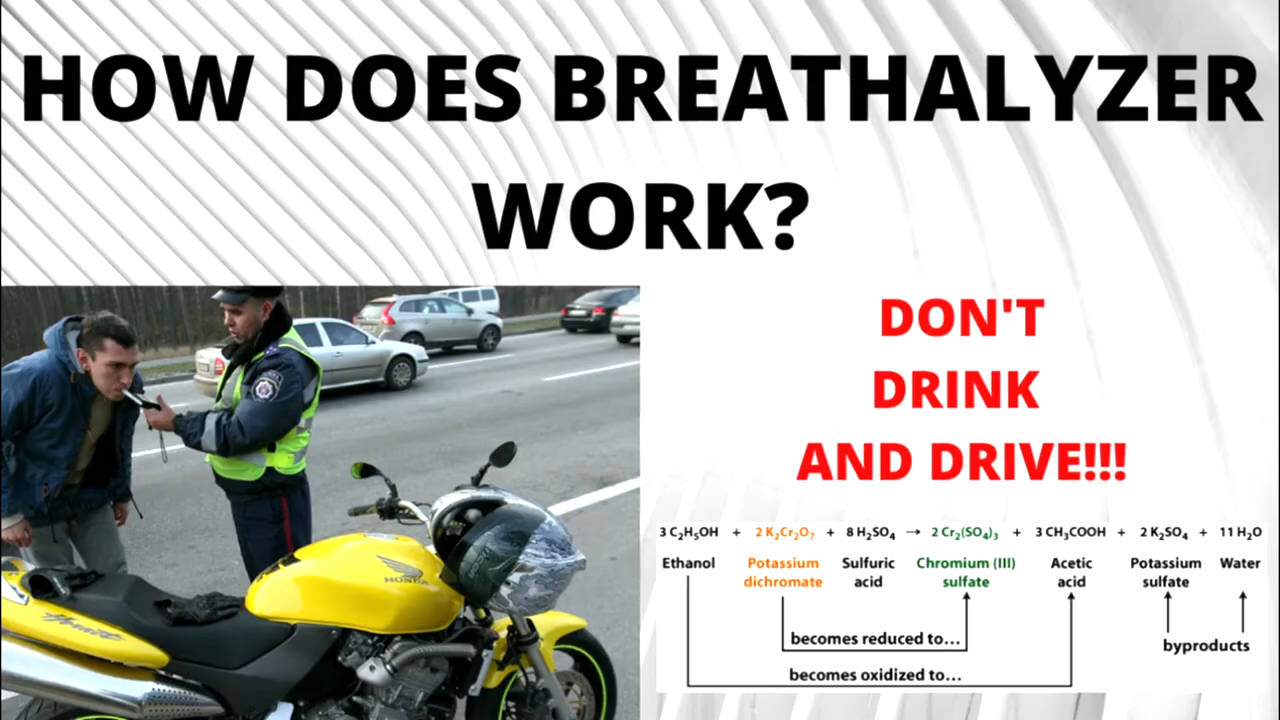 HOW DOES BREATHALYZER
WORK?
DON'T
DRINK
AND DRIVE!!!
3 C₂H₅OH + 2 K₂Cr₂O₇ + 8 H₂SO₄ → 2 Cr₂(SO₄)₃ + 3 CH₃COOH + 2 K₂SO₄ + 11 H₂O
Ethanol Potassium Sulfuric Chromium (III) Acetic Potassium Water
dichromate acid sulfate acid sulfate
becomes reduced to...
byproducts
becomes oxidized to...
HONDA
Hornet